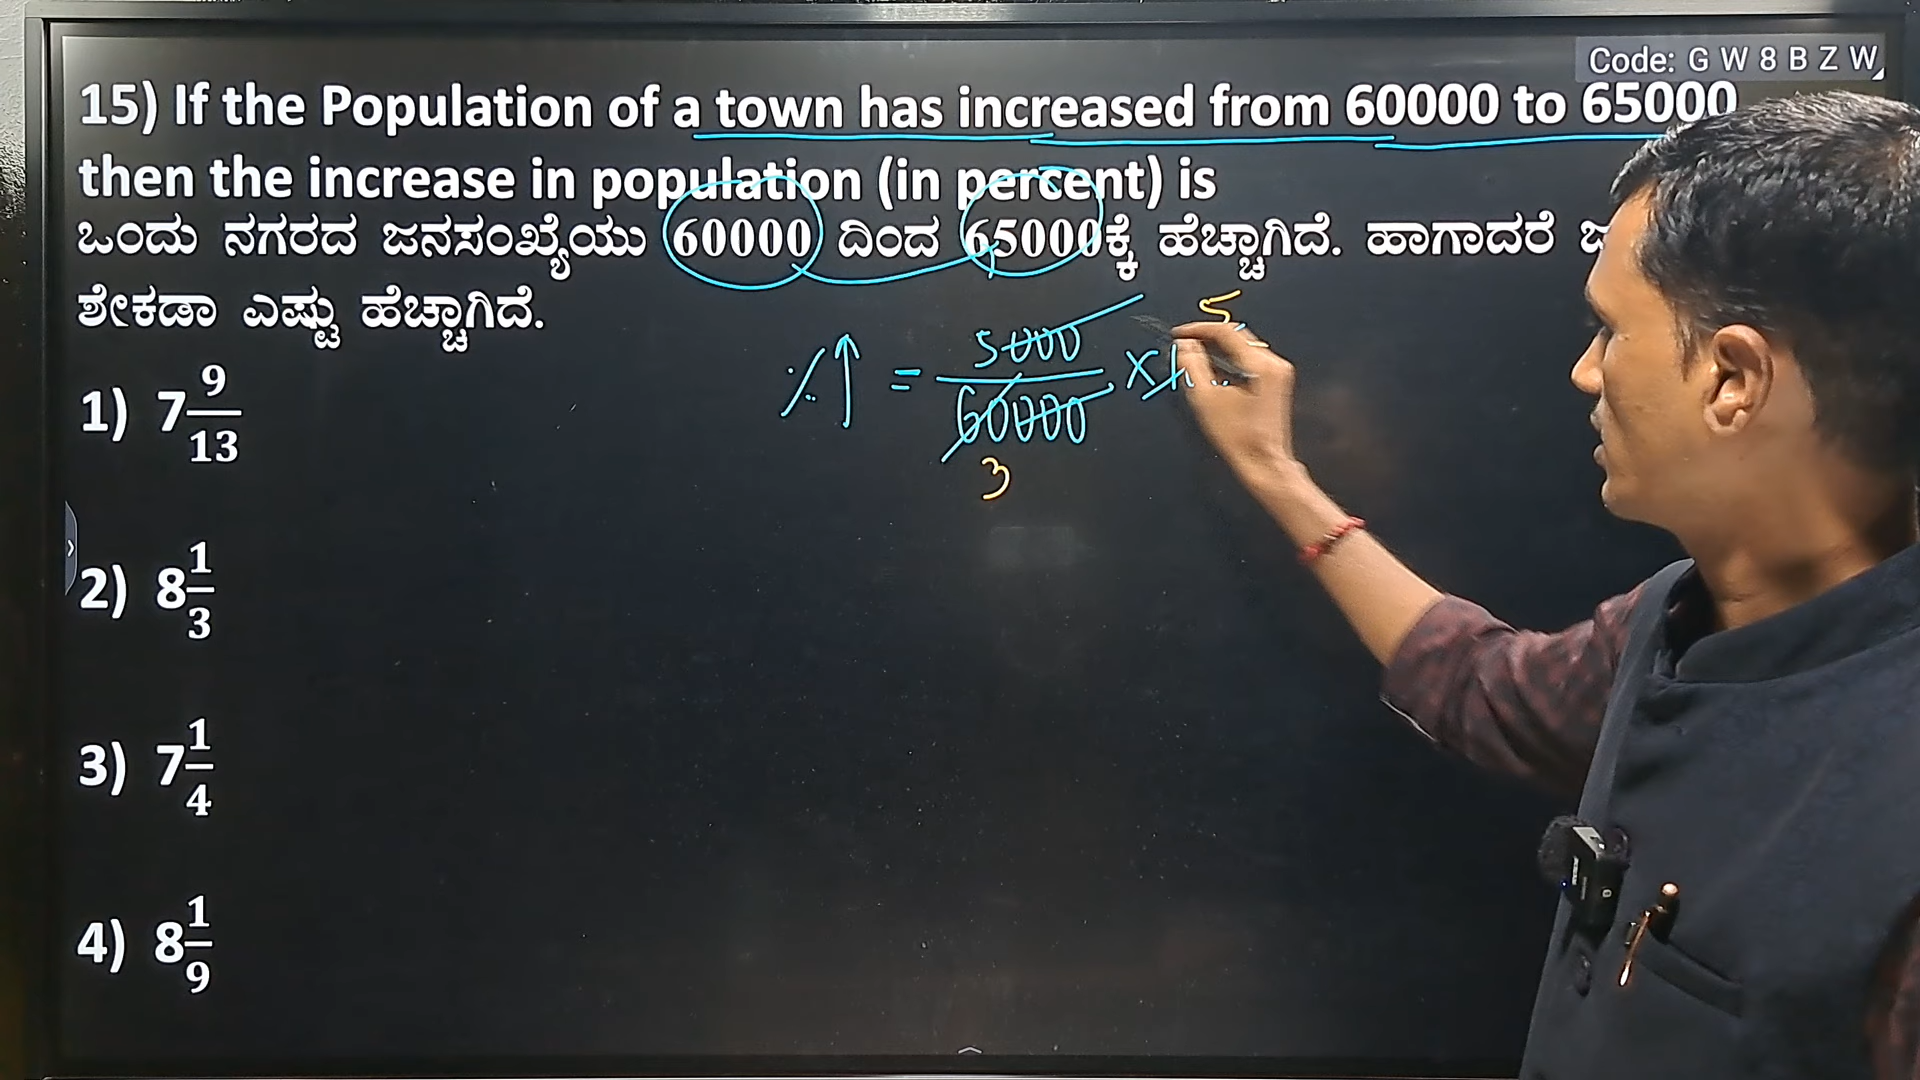 Code: G W 8 B Z W
15) If the Population of a town has increased from 60000 to 65000
then the increase in population (in percent) is
ಒಂದು ನಗರದ ಜನಸಂಖ್ಯೆಯು 60000 ದಿಂದ 65000ಕ್ಕೆ ಹೆಚ್ಚಾಗಿದೆ. ಹಾಗಾದರೆ
ಶೇಕಡಾ ಎಷ್ಟು ಹೆಚ್ಚಾಗಿದೆ.
5
%↑ = 5000/60000 ×
3
1) 7 9/13
2) 8 1/3
3) 7 1/4
4) 8 1/9